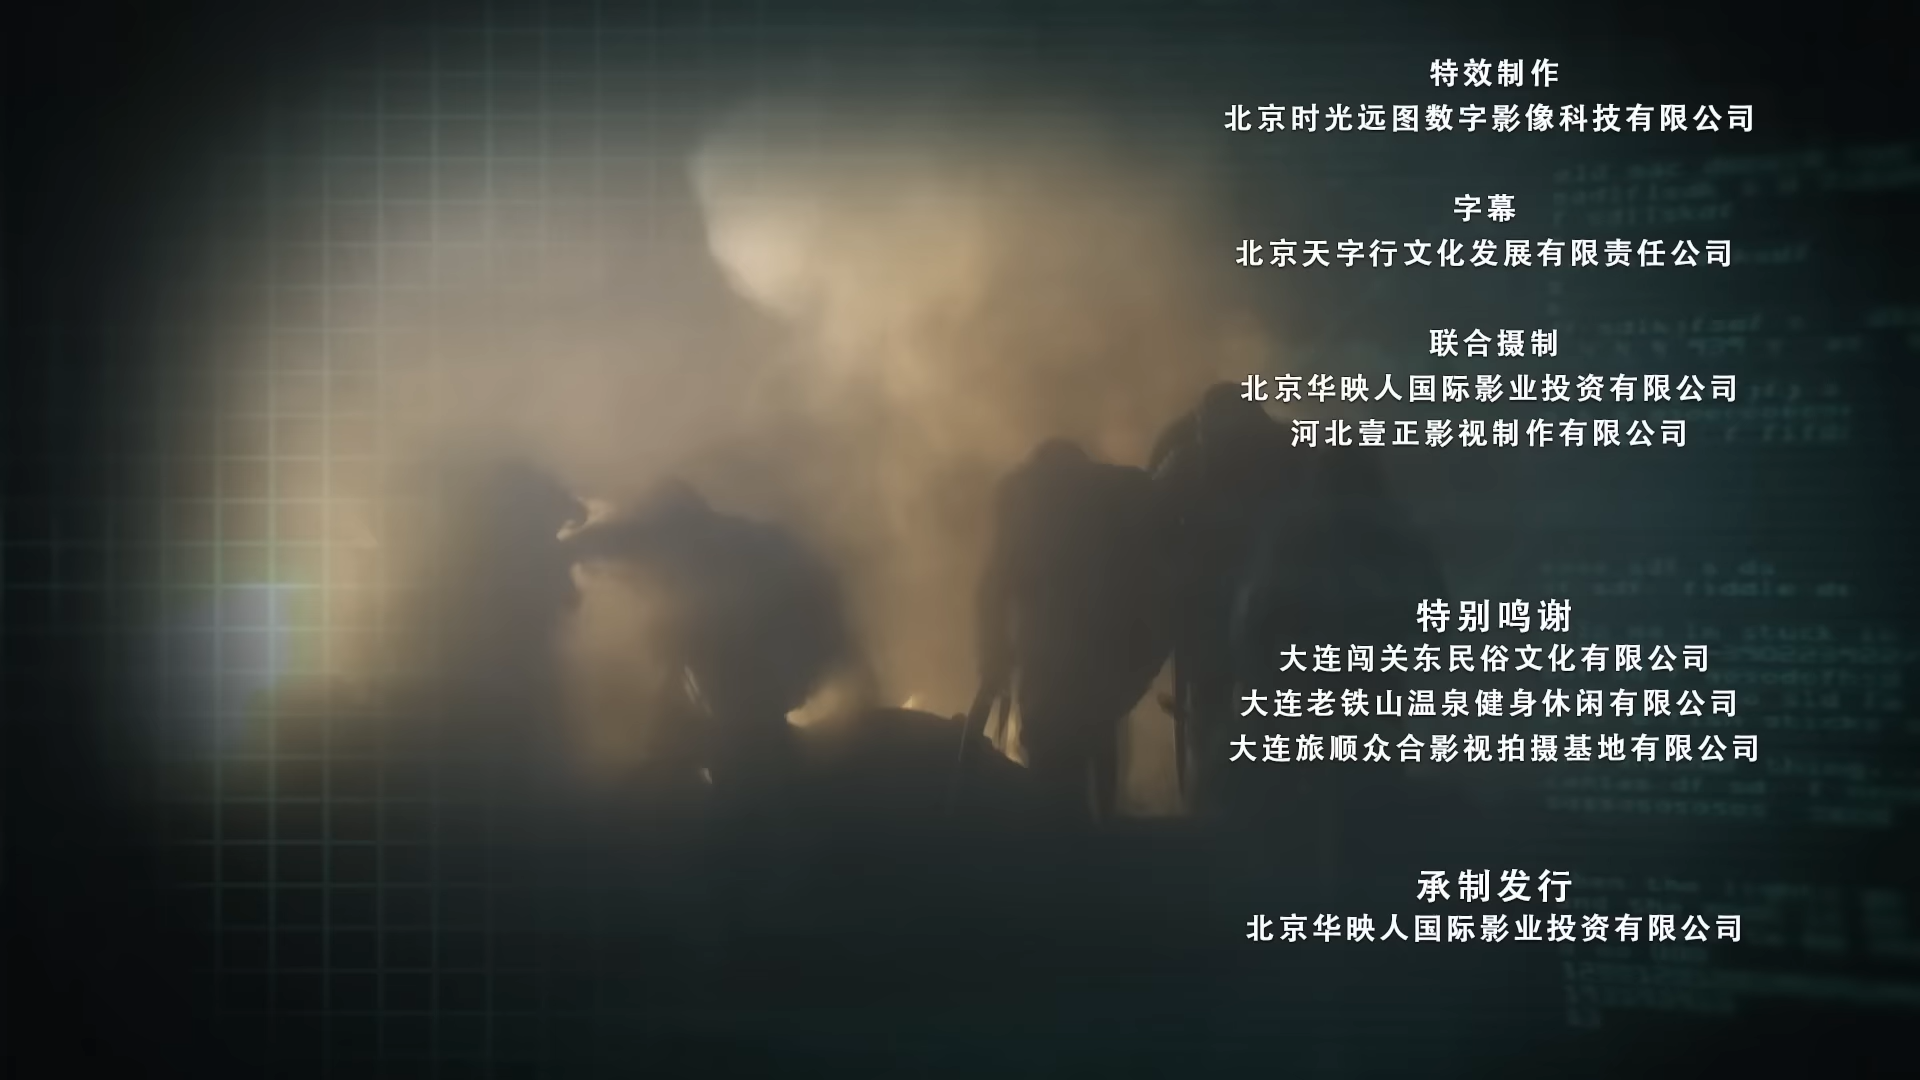 特效制作
北京时光远图数字影像科技有限公司
字幕
北京天字行文化发展有限责任公司
联合摄制
北京华映人国际影业投资有限公司
河北壹正影视制作有限公司
特别鸣谢
大连闯关东民俗文化有限公司
大连老铁山温泉健身休闲有限公司
大连旅顺众合影视拍摄基地有限公司
承制发行
北京华映人国际影业投资有限公司